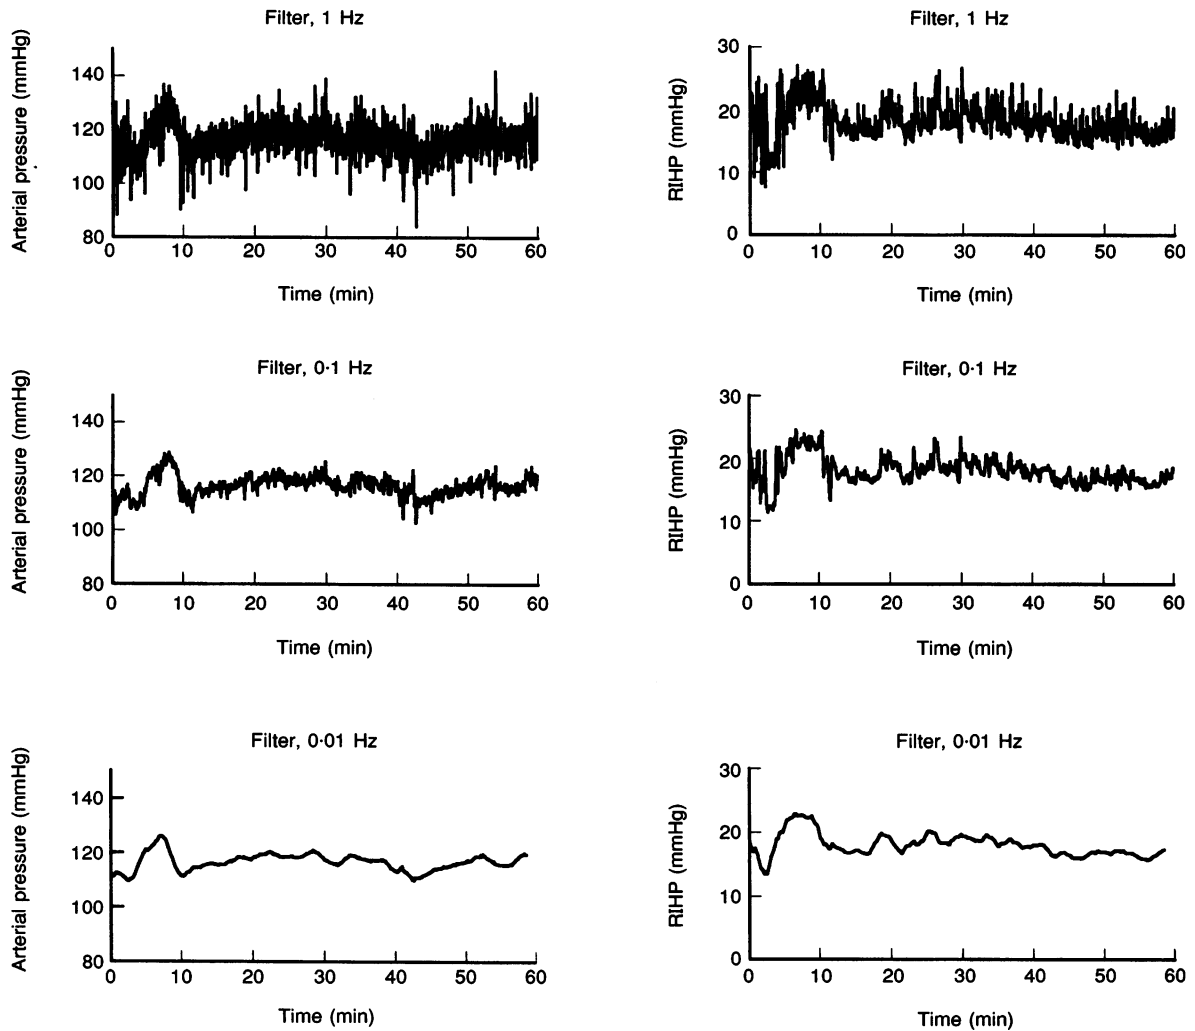 Filter, 1 Hz
Arterial pressure (mmHg)
140
120
100
80
0 10 20 30 40 50 60
Time (min)
Filter, 1 Hz
RIHP (mmHg)
30
20
10
0
0 10 20 30 40 50 60
Time (min)
Filter, 0·1 Hz
Arterial pressure (mmHg)
140
120
100
80
0 10 20 30 40 50 60
Time (min)
Filter, 0·1 Hz
RIHP (mmHg)
30
20
10
0
0 10 20 30 40 50 60
Time (min)
Filter, 0·01 Hz
Arterial pressure (mmHg)
140
120
100
80
0 10 20 30 40 50 60
Time (min)
Filter, 0·01 Hz
RIHP (mmHg)
30
20
10
0
0 10 20 30 40 50 60
Time (min)